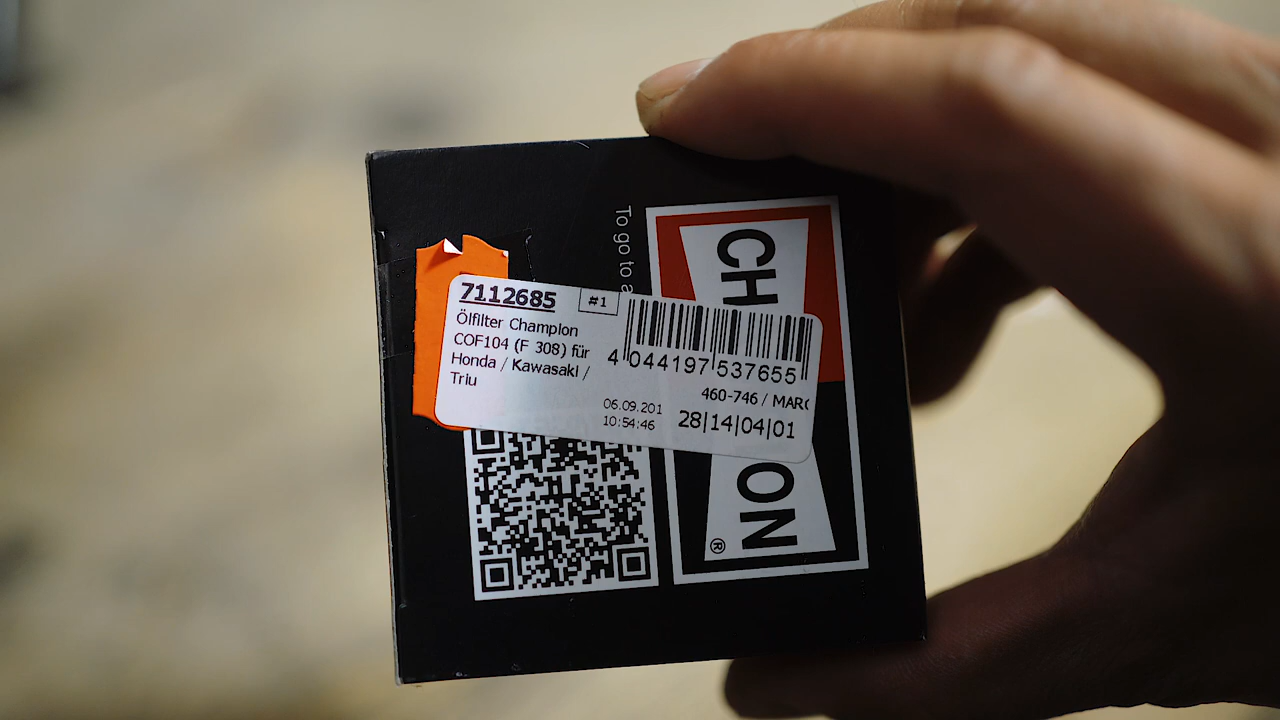 To go to a
CH
ON
®
7112685
#1
Ölfilter Champion
COF104 (F 308) für
Honda / Kawasaki /
Triu
4 044197 537655
460-746 / MAR
06.09.201
10:54:46
28|14|04|01